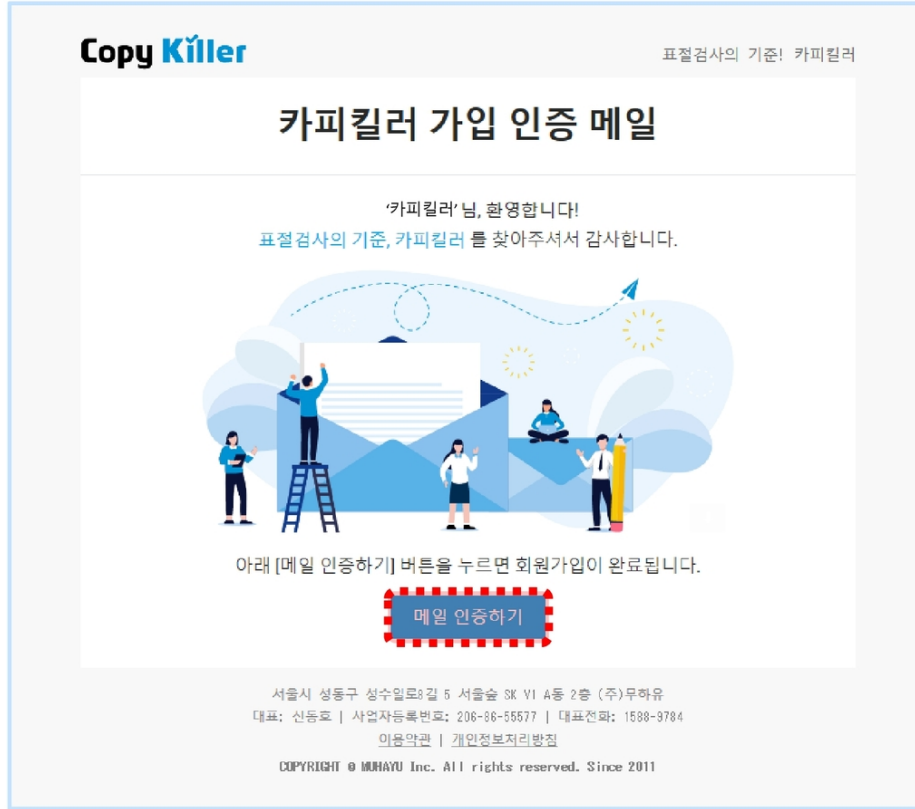 Copy Killer
표절검사의 기준! 카피킬러
카피킬러 가입 인증 메일
‘카피킬러’ 님, 환영합니다!
표절검사의 기준, 카피킬러 를 찾아주셔서 감사합니다.
아래 [메일 인증하기] 버튼을 누르면 회원가입이 완료됩니다.
메일 인증하기
서울시 성동구 성수일로8길 5 서울숲 SK V1 A동 2층 (주)무하유
대표: 신동호 | 사업자등록번호: 206-86-55577 | 대표전화: 1588-9784
이용약관 | 개인정보처리방침
COPYRIGHT © MUHAYU Inc. All rights reserved. Since 2011